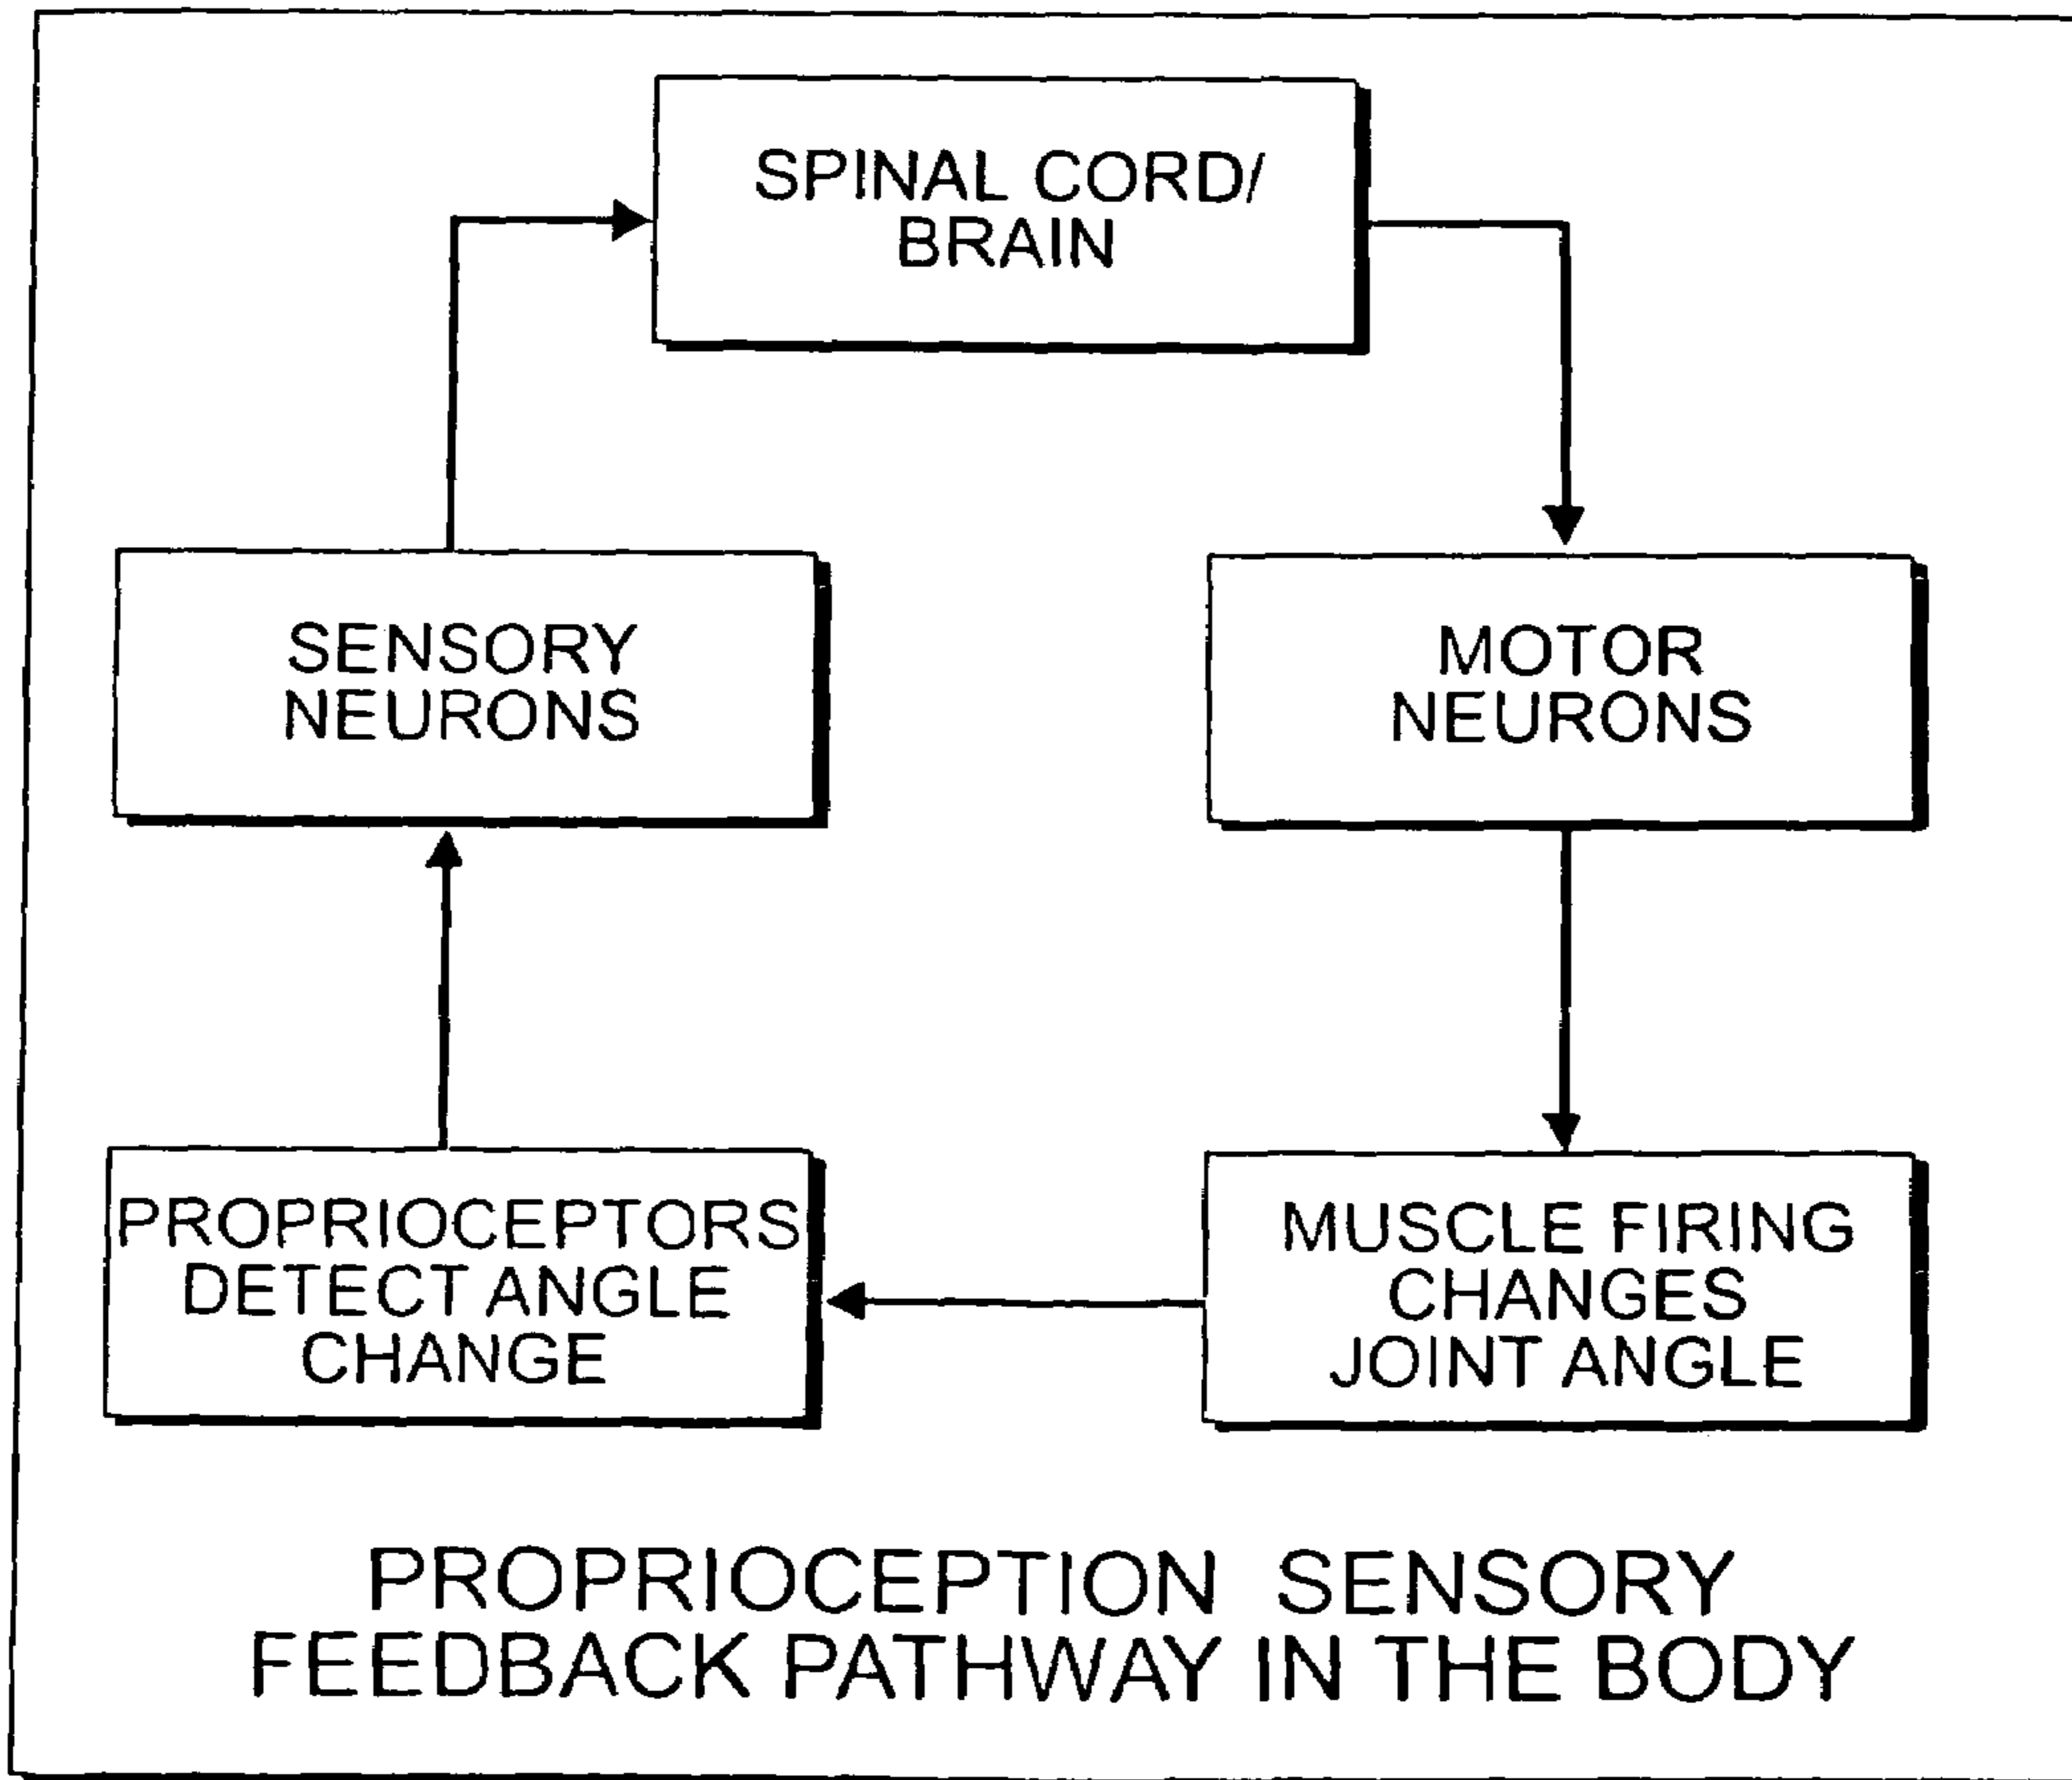 SPINAL CORD/
BRAIN
SENSORY
NEURONS
MOTOR
NEURONS
PROPRIOCEPTORS
DETECT ANGLE
CHANGE
MUSCLE FIRING
CHANGES
JOINT ANGLE
PROPRIOCEPTION SENSORY
FEEDBACK PATHWAY IN THE BODY